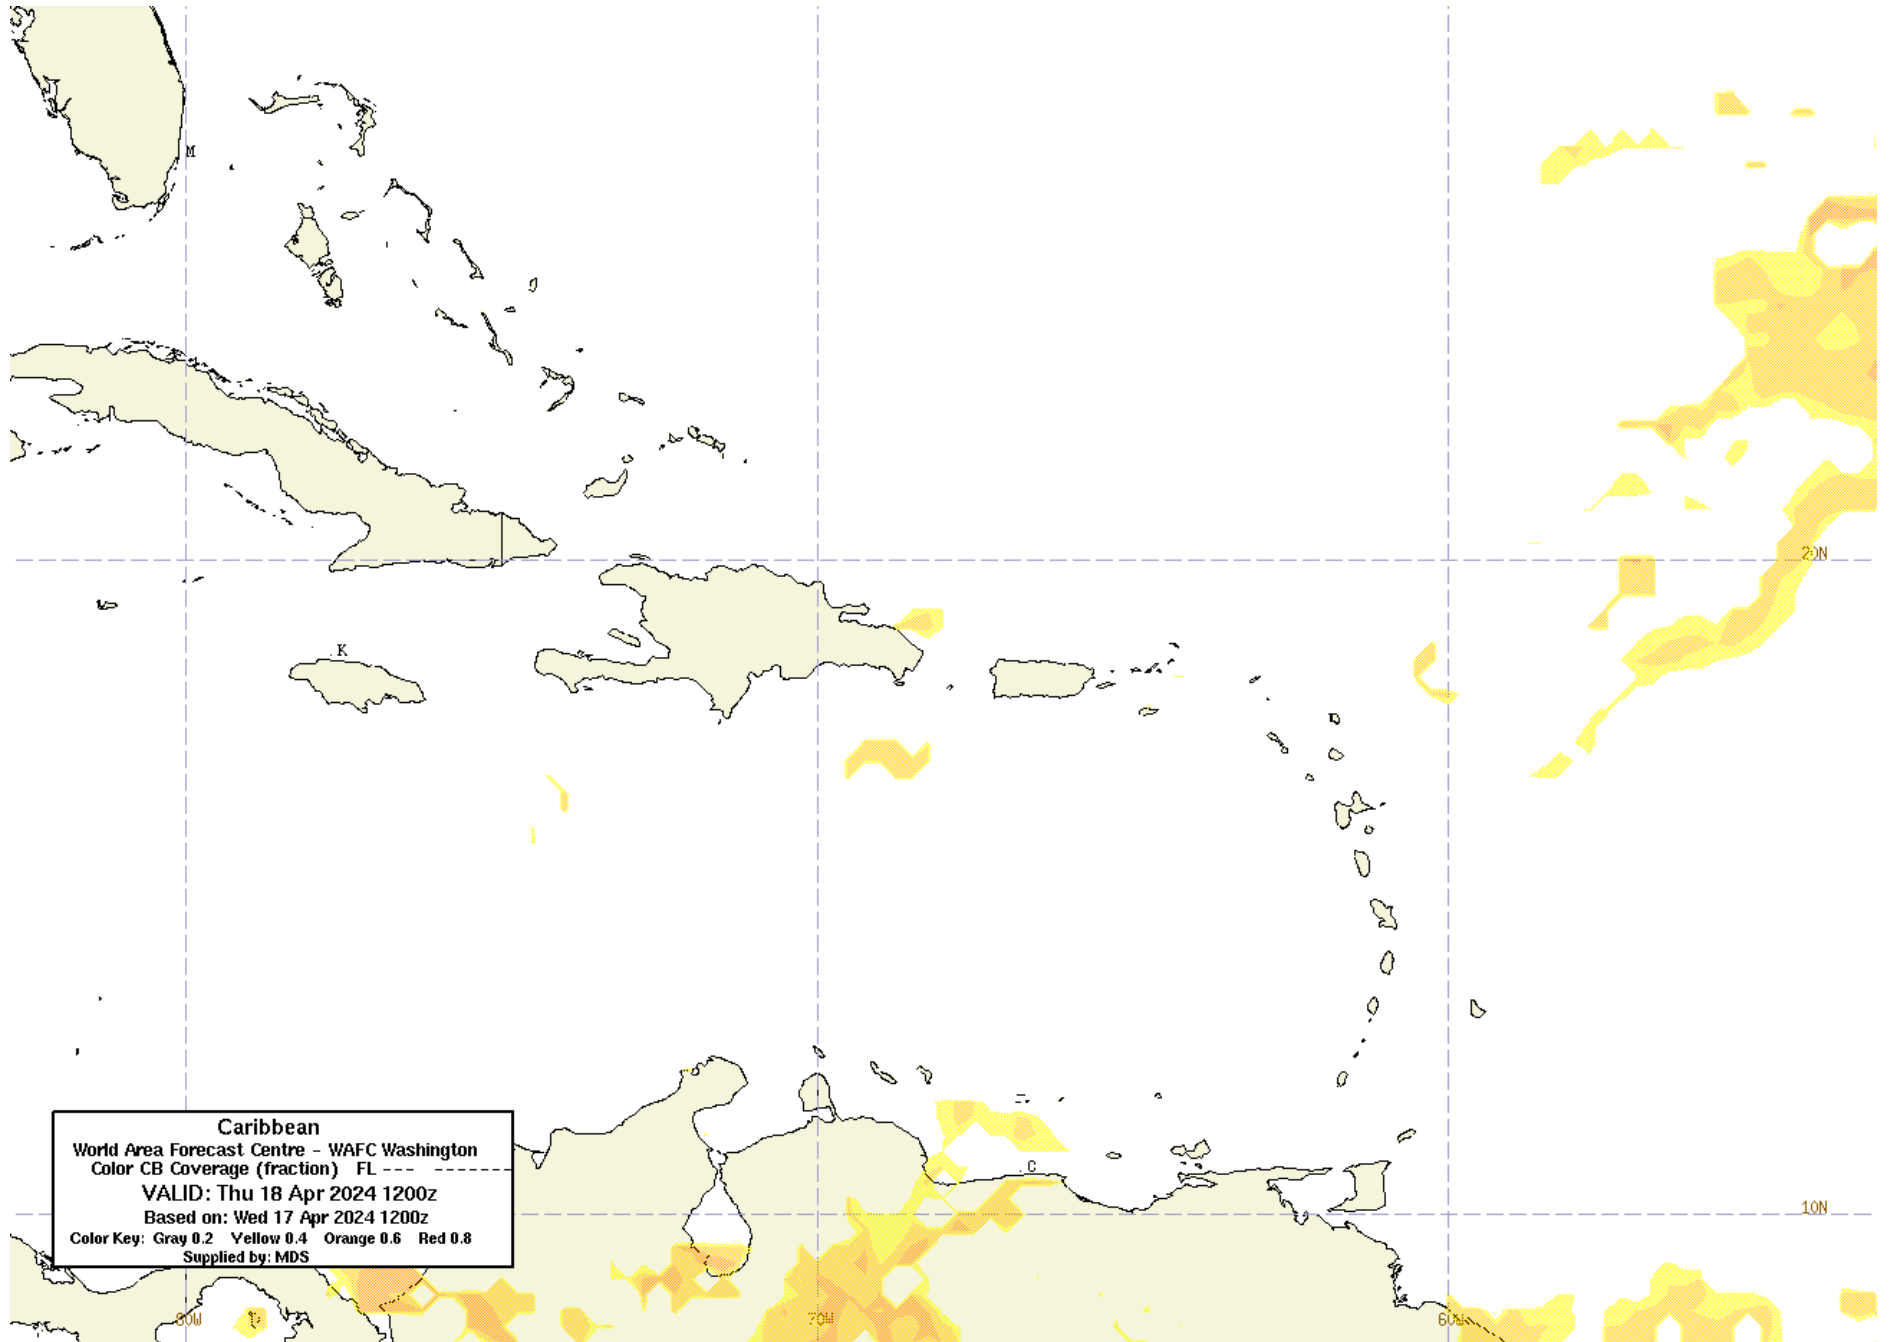 M
20N
K
C
10N
Caribbean
World Area Forecast Centre - WAFC Washington
Color CB Coverage (fraction) FL --- --------
VALID: Thu 18 Apr 2024 1200z
Based on: Wed 17 Apr 2024 1200z
Color Key: Gray 0.2 Yellow 0.4 Orange 0.6 Red 0.8
Supplied by: MDS
80W
70W
60W